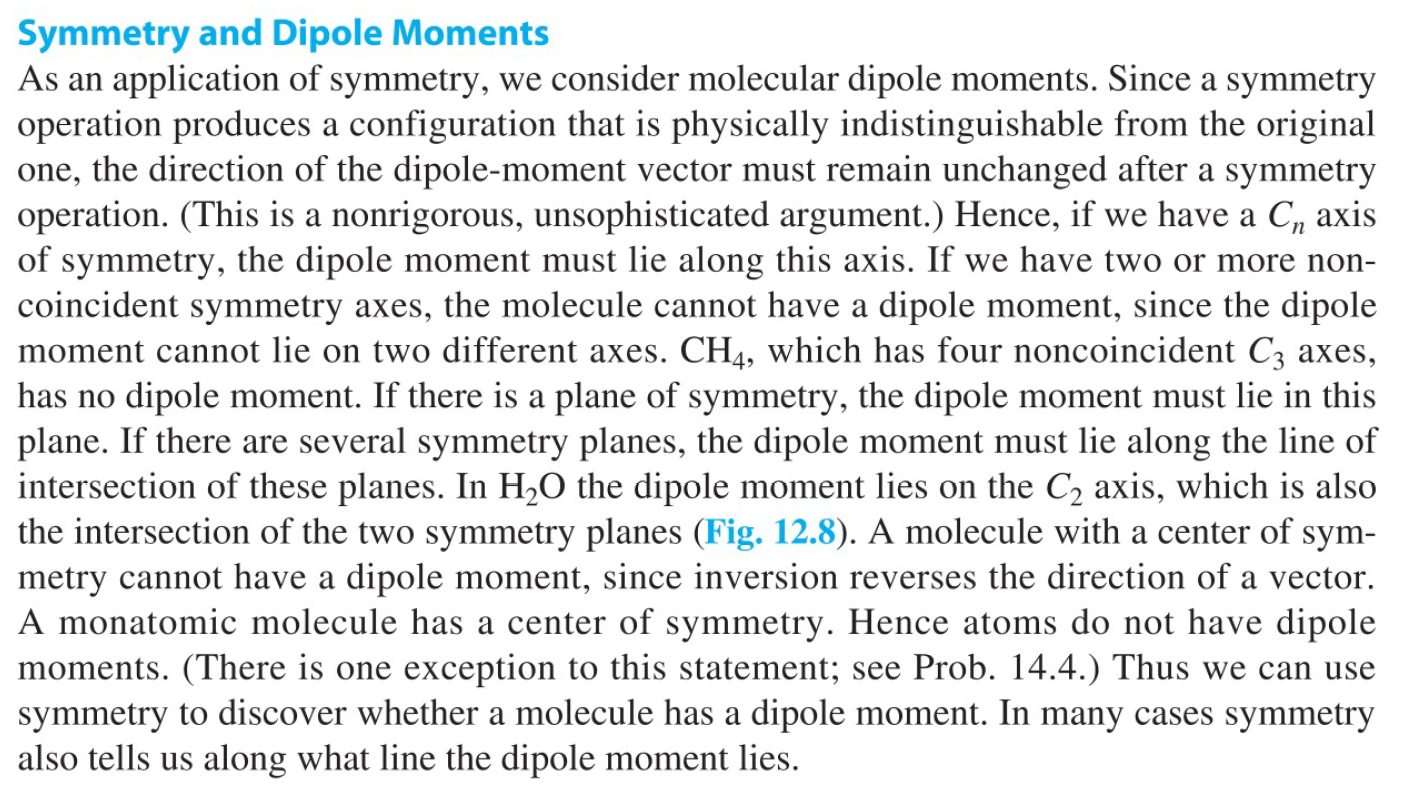 Symmetry and Dipole Moments
As an application of symmetry, we consider molecular dipole moments. Since a symmetry
operation produces a configuration that is physically indistinguishable from the original
one, the direction of the dipole-moment vector must remain unchanged after a symmetry
operation. (This is a nonrigorous, unsophisticated argument.) Hence, if we have a Cₙ axis
of symmetry, the dipole moment must lie along this axis. If we have two or more non-
coincident symmetry axes, the molecule cannot have a dipole moment, since the dipole
moment cannot lie on two different axes. CH₄, which has four noncoincident C₃ axes,
has no dipole moment. If there is a plane of symmetry, the dipole moment must lie in this
plane. If there are several symmetry planes, the dipole moment must lie along the line of
intersection of these planes. In H₂O the dipole moment lies on the C₂ axis, which is also
the intersection of the two symmetry planes (Fig. 12.8). A molecule with a center of sym-
metry cannot have a dipole moment, since inversion reverses the direction of a vector.
A monatomic molecule has a center of symmetry. Hence atoms do not have dipole
moments. (There is one exception to this statement; see Prob. 14.4.) Thus we can use
symmetry to discover whether a molecule has a dipole moment. In many cases symmetry
also tells us along what line the dipole moment lies.